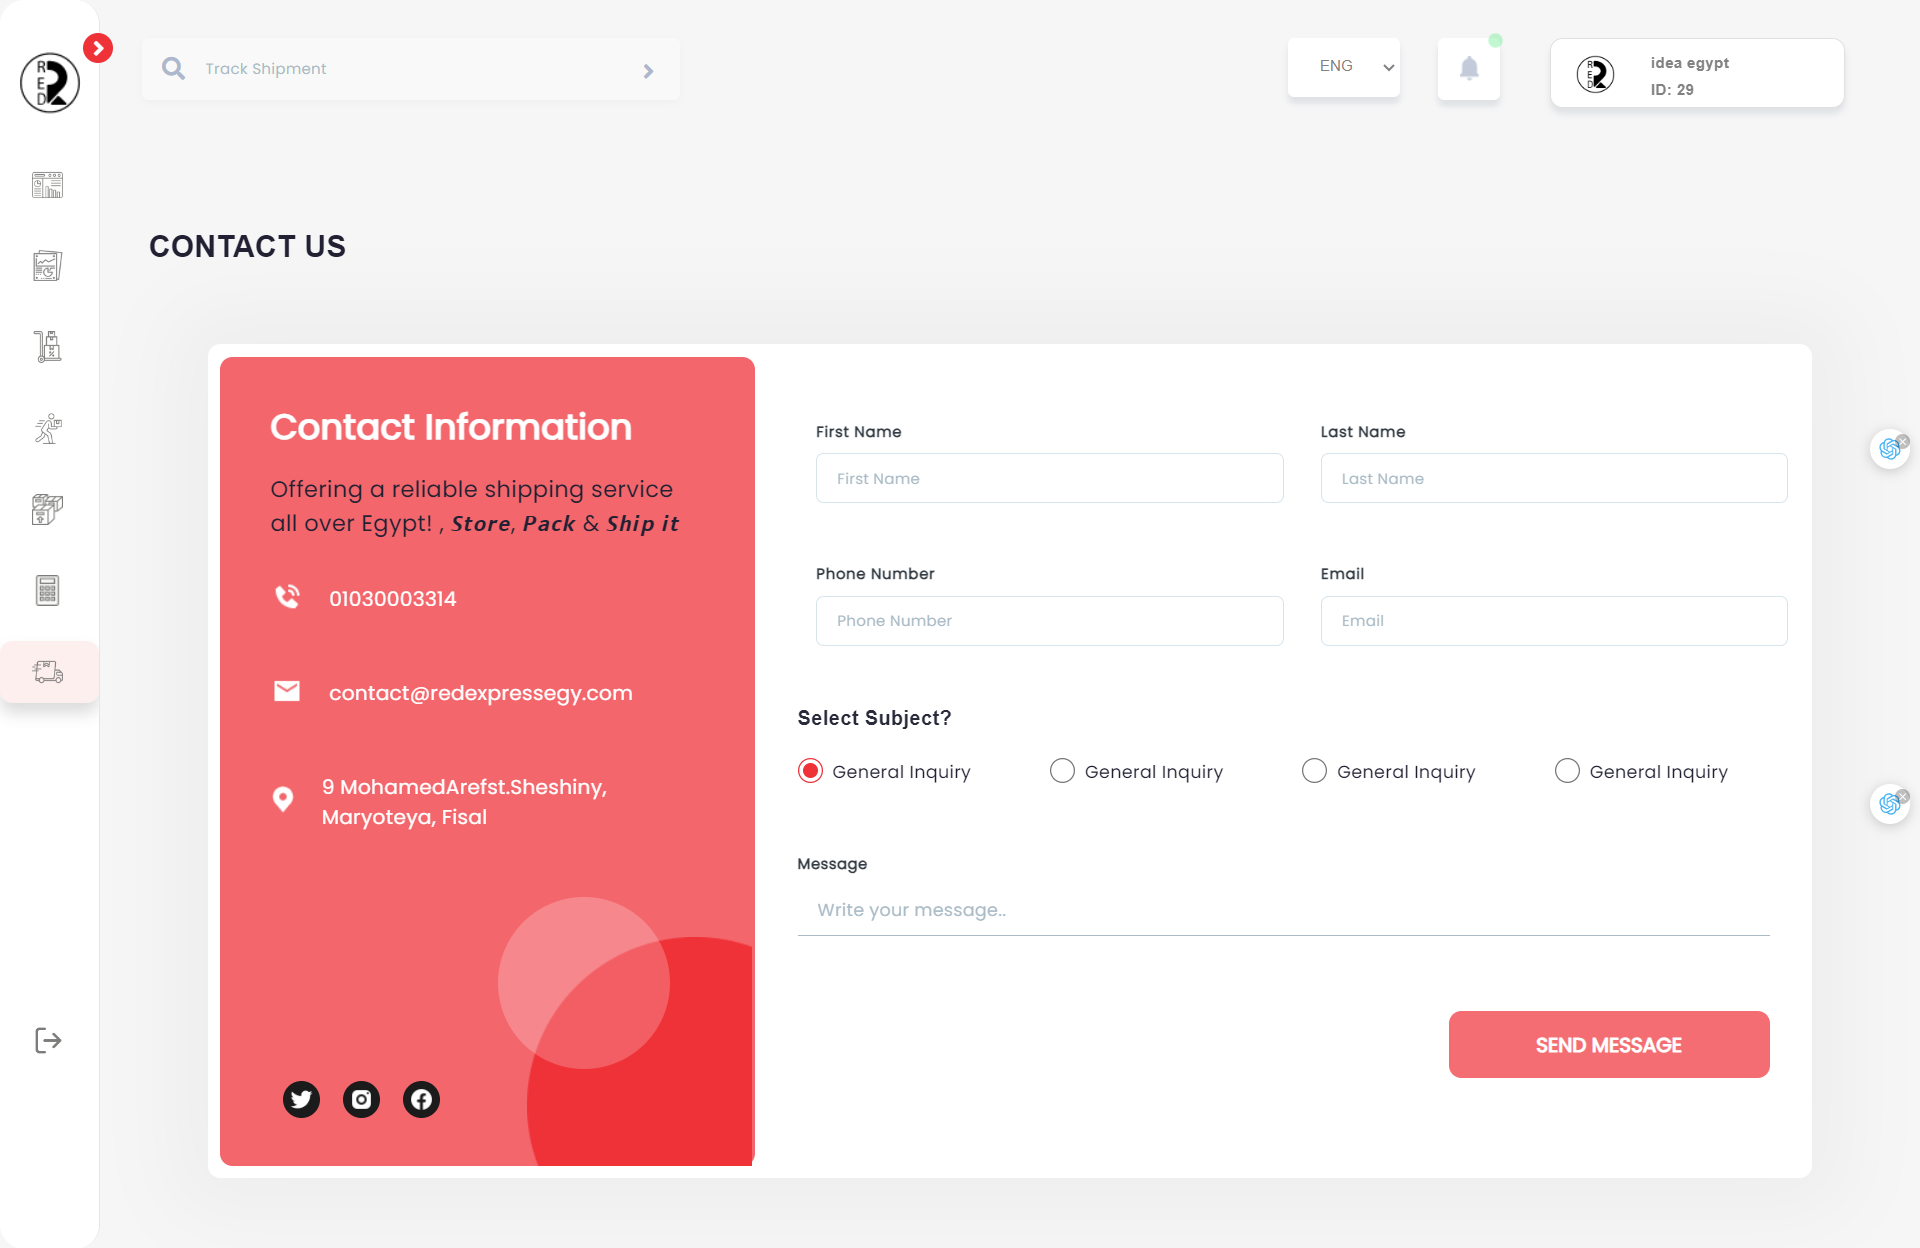 RED
Track Shipment
ENG
RED
idea egypt
ID: 29
CONTACT US
Contact Information
Offering a reliable shipping service
all over Egypt! , Store, Pack & Ship it
01030003314
contact@redexpressegy.com
9 MohamedArefst.Sheshiny,
Maryoteya, Fisal
First Name
Last Name
First Name
Last Name
Phone Number
Email
Phone Number
Email
Select Subject?
General Inquiry
General Inquiry
General Inquiry
General Inquiry
Message
Write your message..
SEND MESSAGE